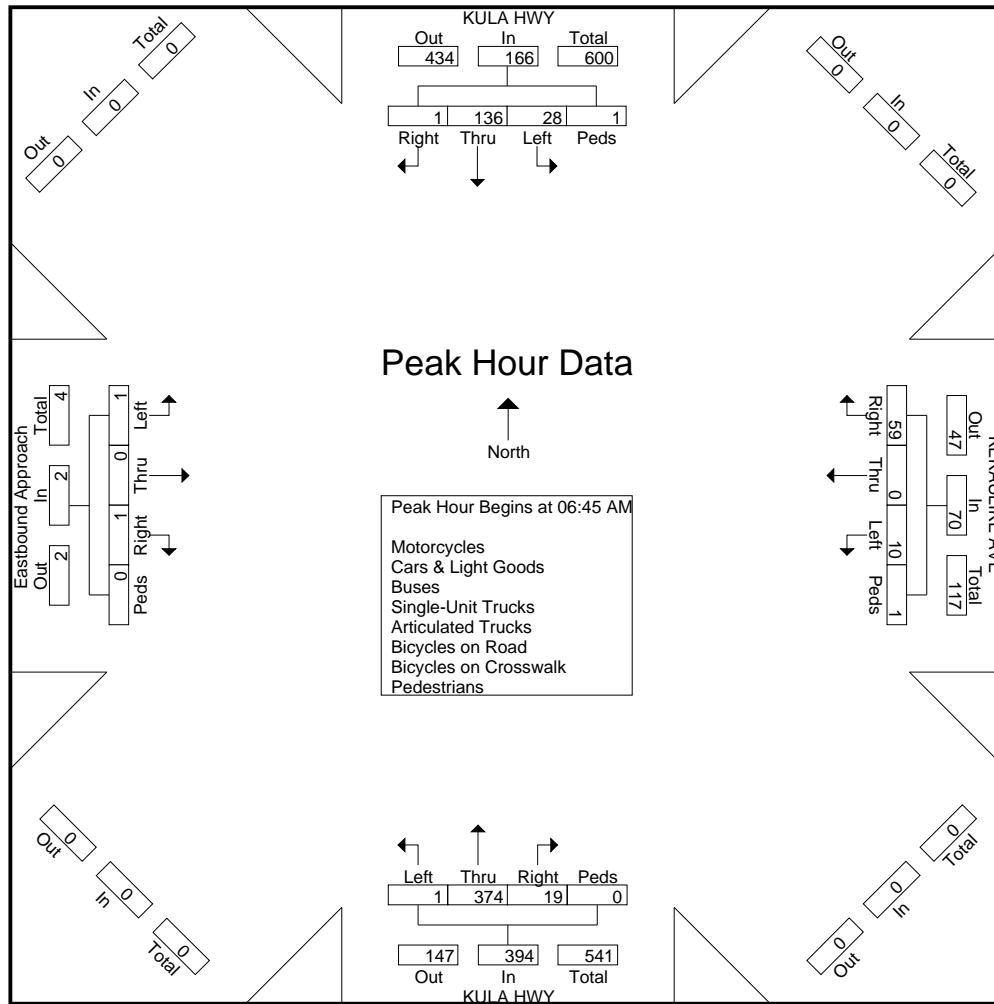 KULA HWY
Out In Total
434 166 600
1 136 28 1
Right Thru Left Peds
Total
0
In
0
Out
0
Out
0
In
0
Total
0
Peak Hour Data
North
Peak Hour Begins at 06:45 AM
Motorcycles
Cars & Light Goods
Buses
Single-Unit Trucks
Articulated Trucks
Bicycles on Road
Bicycles on Crosswalk
Pedestrians
Eastbound Approach
Out In Total
2 2 4
0 1 0 1
Peds Right Thru Left
Out In Total
47 70 117
59 0 10 1
Right Thru Left Peds
Out
0
In
0
Total
0
Total
0
In
0
Out
0
Left Thru Right Peds
1 374 19 0
147 394 541
Out In Total
KULA HWY